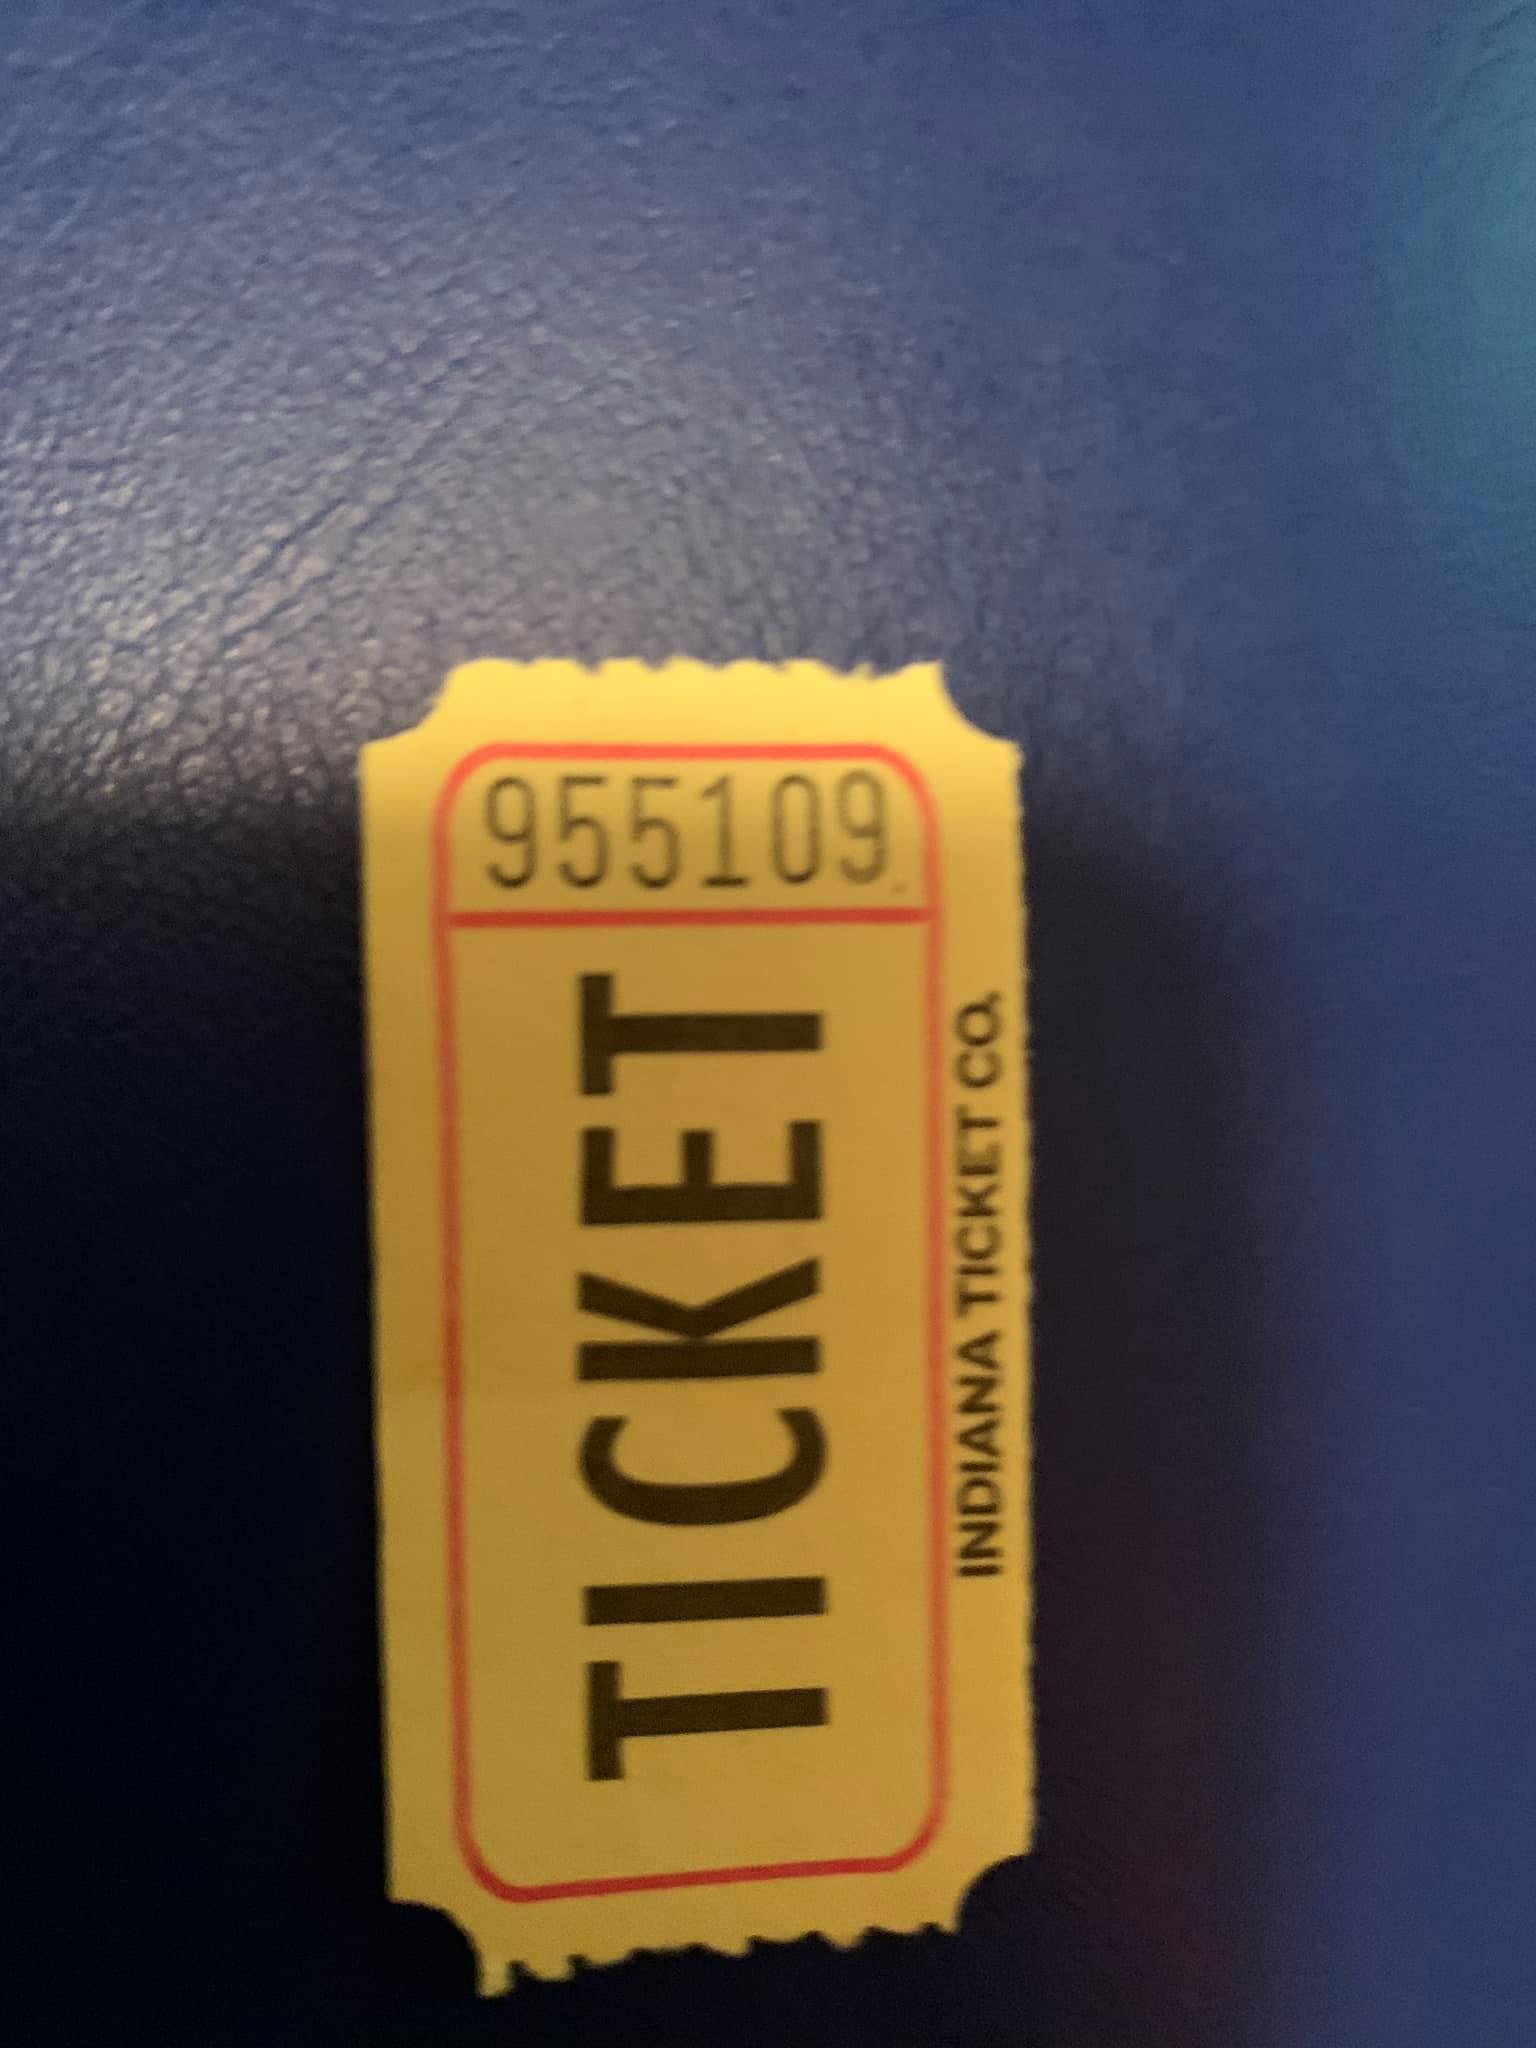 955109
TICKET
INDIANA TICKET CO.